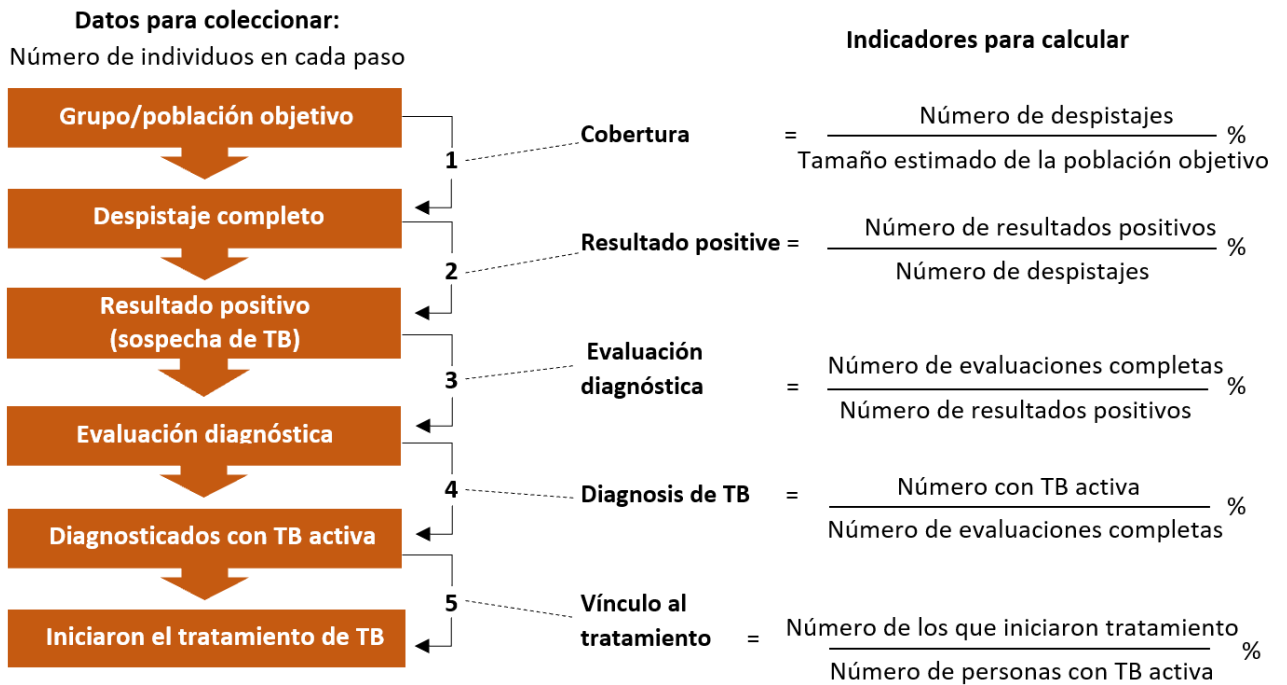 Datos para coleccionar:
Número de individuos en cada paso
Grupo/población objetivo
Despistaje completo
Resultado positivo
(sospecha de TB)
Evaluación diagnóstica
Diagnosticados con TB activa
Iniciaron el tratamiento de TB
1
2
3
4
5
Indicadores para calcular
Cobertura = Número de despistajes %
Tamaño estimado de la población objetivo
Resultado positive = Número de resultados positivos %
Número de despistajes
Evaluación
diagnóstica = Número de evaluaciones completas %
Número de resultados positivos
Diagnosis de TB = Número con TB activa %
Número de evaluaciones completas
Vínculo al
tratamiento = Número de los que iniciaron tratamiento %
Número de personas con TB activa